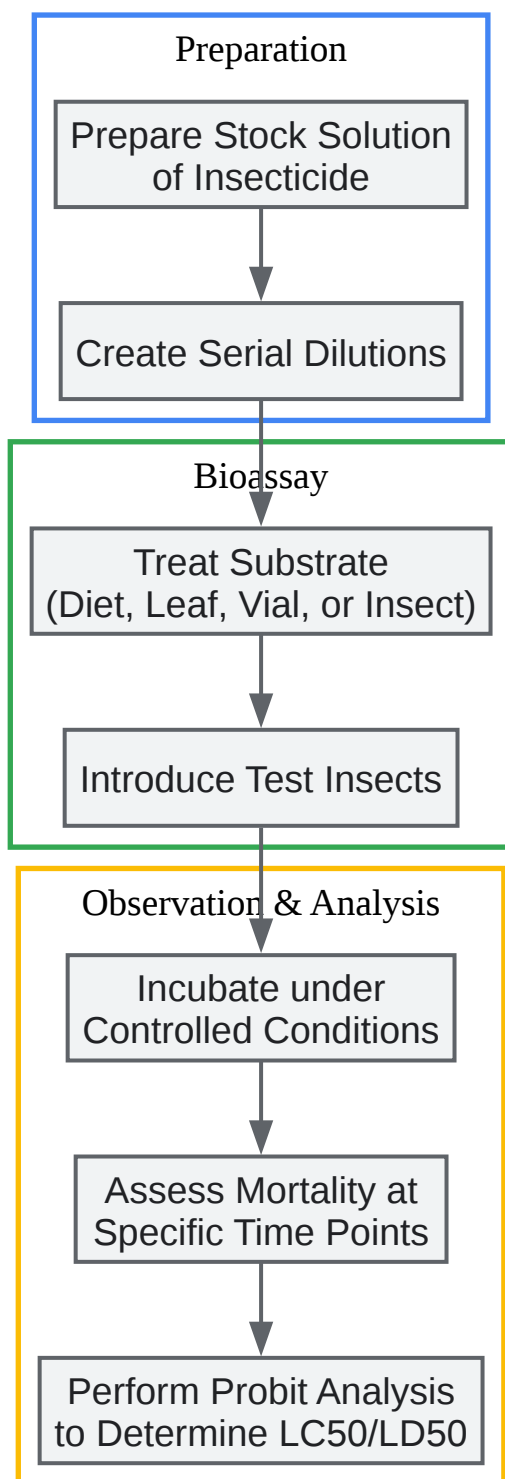 Preparation
Prepare Stock Solution
of Insecticide
Create Serial Dilutions
Bioassay
Treat Substrate
(Diet, Leaf, Vial, or Insect)
Introduce Test Insects
Observation & Analysis
Incubate under
Controlled Conditions
Assess Mortality at
Specific Time Points
Perform Probit Analysis
to Determine LC50/LD50